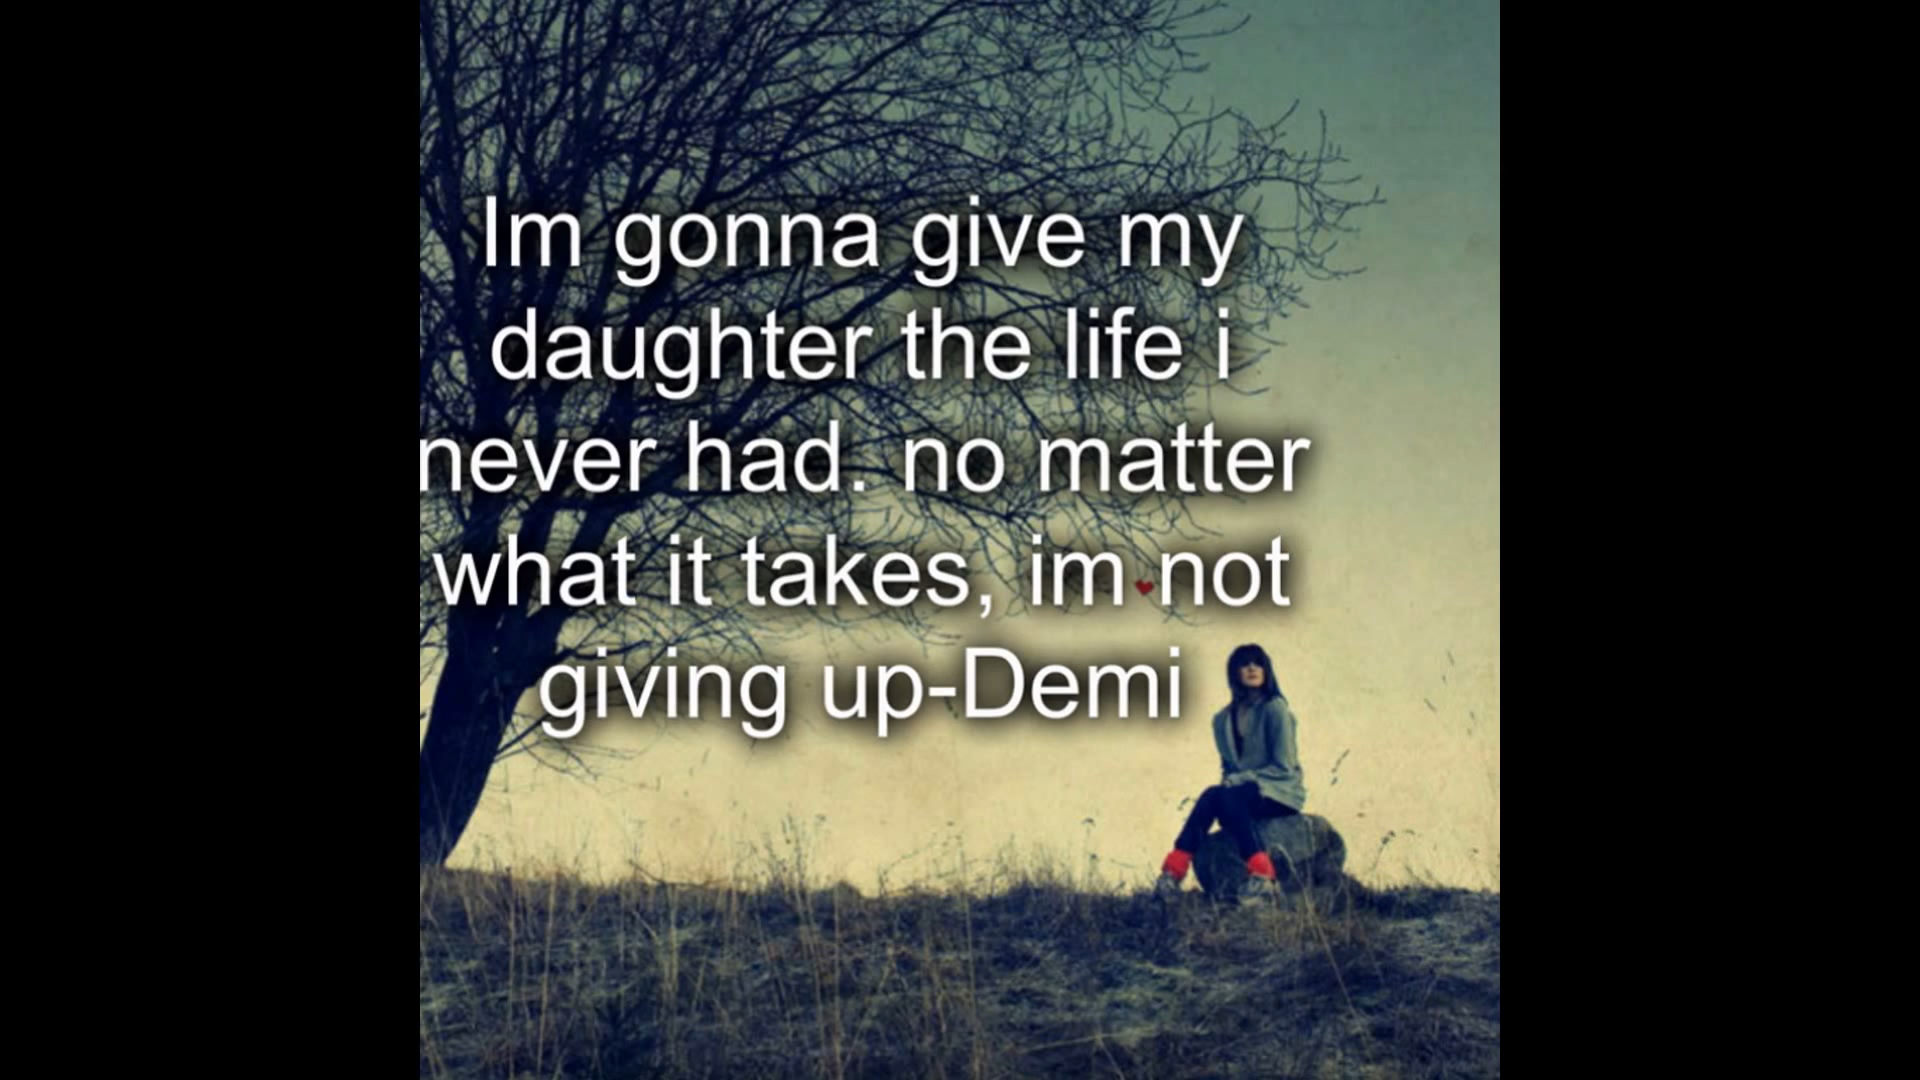 Im gonna give my
daughter the life i
never had. no matter
what it takes, im not
giving up-Demi